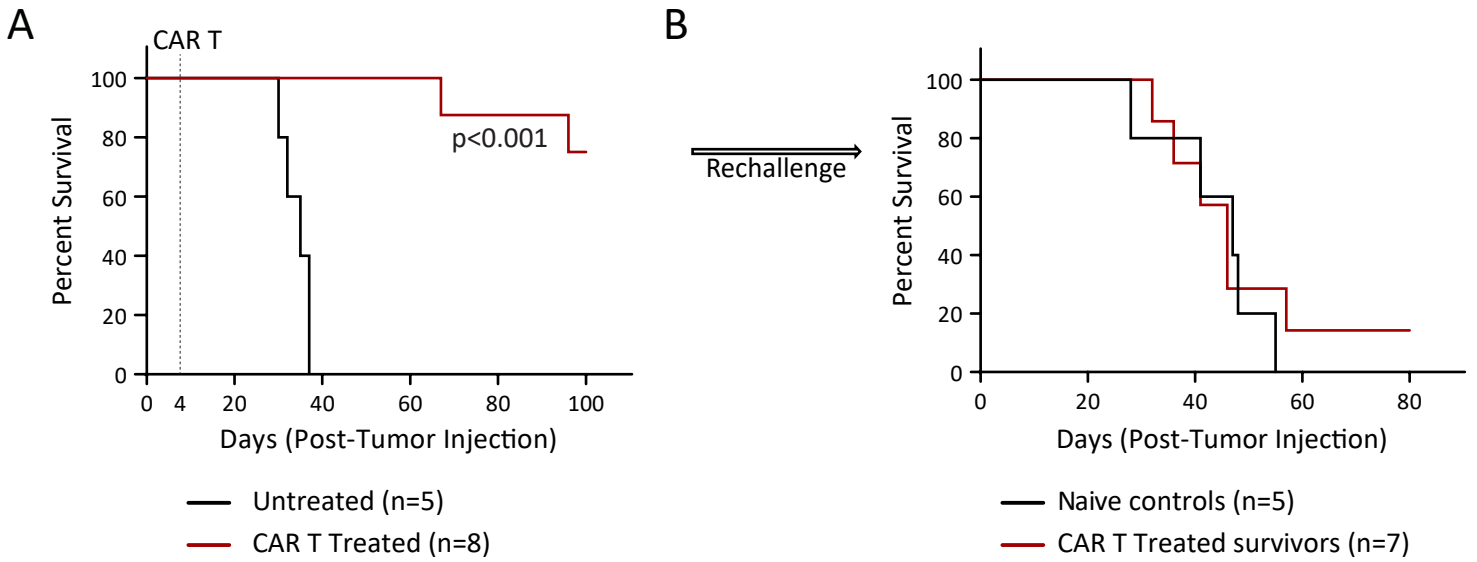 A
CAR T
100
80
60
40
20
0
Percent Survival
p<0.001
0 4 20 40 60 80 100
Days (Post-Tumor Injection)
Untreated (n=5)
CAR T Treated (n=8)
Rechallenge
B
100
80
60
40
20
0
Percent Survival
0 20 40 60 80
Days (Post-Tumor Injection)
Naive controls (n=5)
CAR T Treated survivors (n=7)